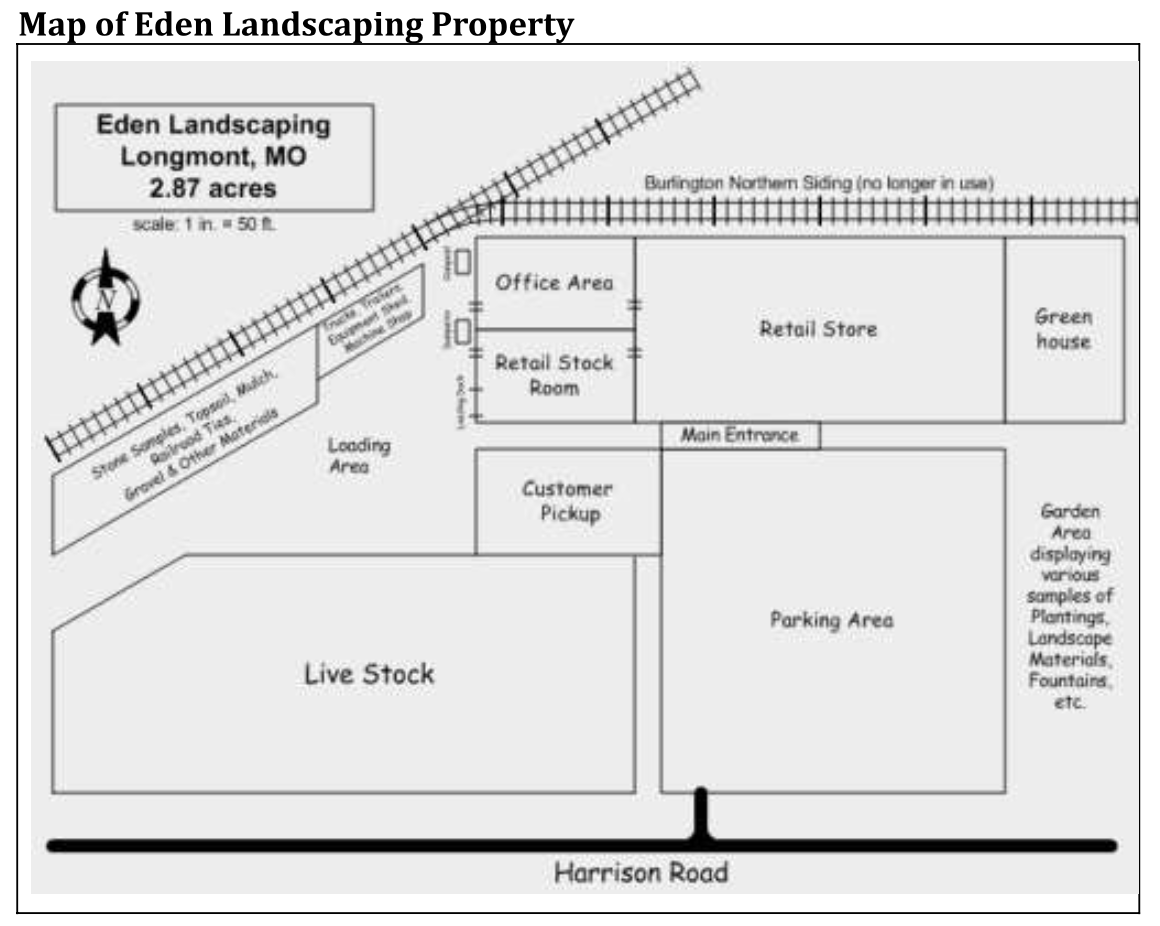 Map of Eden Landscaping Property
Eden Landscaping
Longmont, MO
2.87 acres
scale: 1 in. = 50 ft.
N
Burlington Northern Siding (no longer in use)
Trucks, Trailers,
Equipment Shed,
Machine Shop
Office Area
Retail Store
Green
house
Retail Stock
Room
Loading Dock
Stone Samples, Topsoil, Mulch,
Railroad Ties,
Gravel & Other Materials
Loading
Area
Main Entrance
Customer
Pickup
Garden
Area
displaying
various
samples of
Plantings,
Landscape
Materials,
Fountains,
etc.
Parking Area
Live Stock
Harrison Road